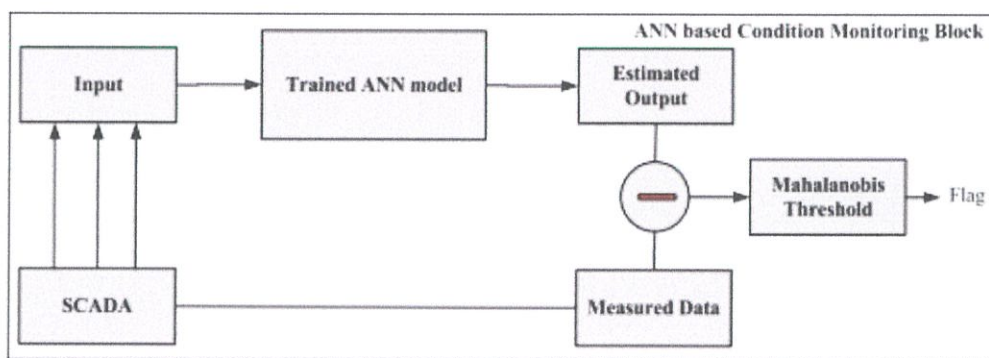 ANN based Condition Monitoring Block
Input
Trained ANN model
Estimated
Output
Mahalanobis
Threshold
Flag
SCADA
Measured Data